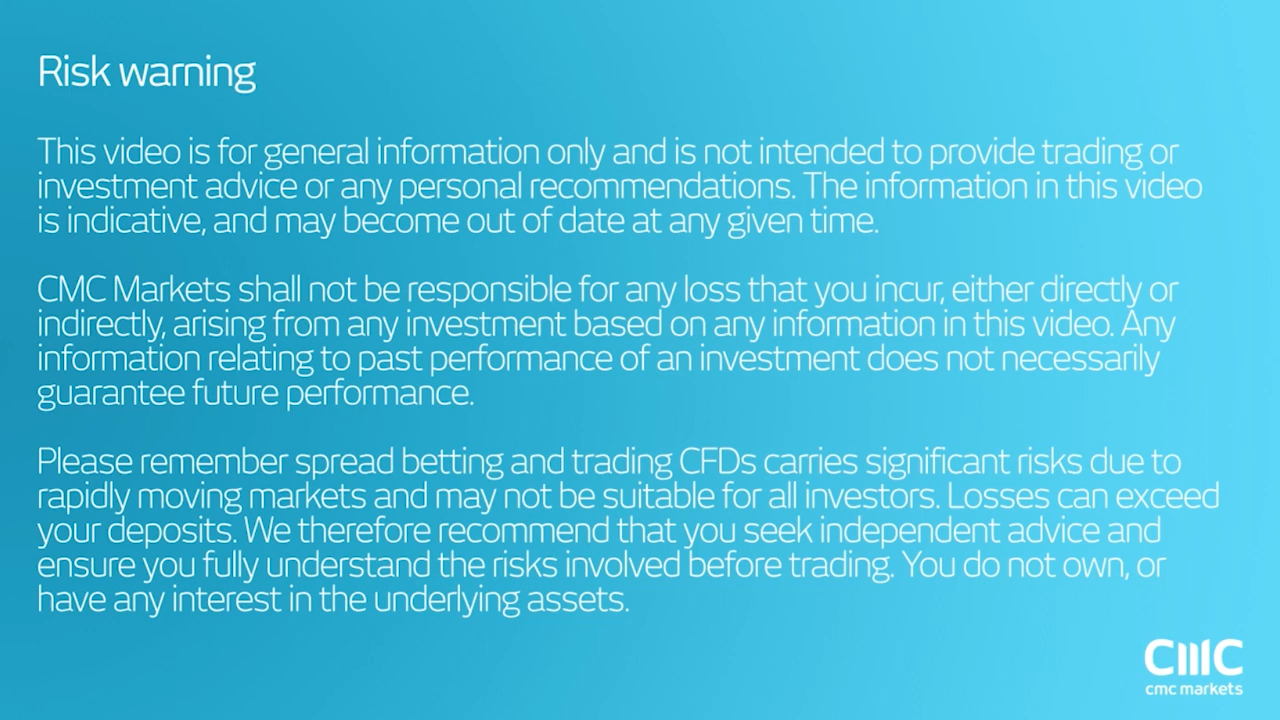 Risk warning
This video is for general information only and is not intended to provide trading or
investment advice or any personal recommendations. The information in this video
is indicative, and may become out of date at any given time.
CMC Markets shall not be responsible for any loss that you incur, either directly or
indirectly, arising from any investment based on any information in this video. Any
information relating to past performance of an investment does not necessarily
guarantee future performance.
Please remember spread betting and trading CFDs carries significant risks due to
rapidly moving markets and may not be suitable for all investors. Losses can exceed
your deposits. We therefore recommend that you seek independent advice and
ensure you fully understand the risks involved before trading. You do not own, or
have any interest in the underlying assets.
CMC
cmc markets